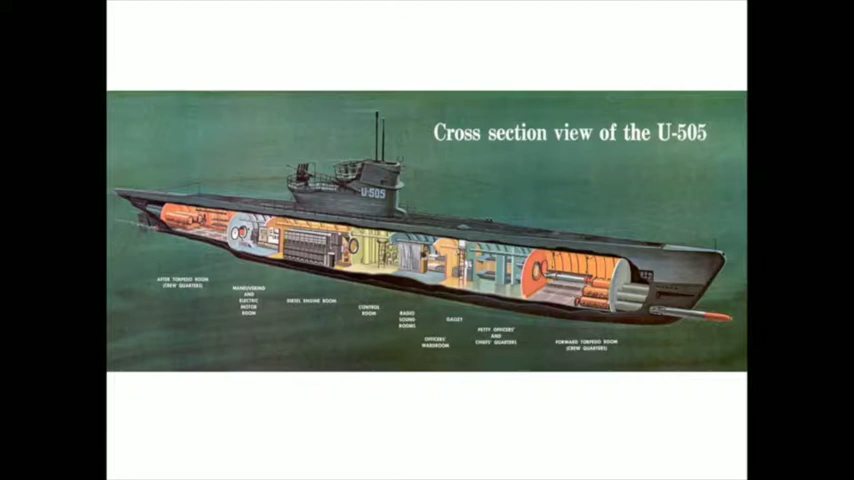 Cross section view of the U-505
U-505
AFTER TORPEDO ROOM
(CREW QUARTERS)
MANEUVERING
AND
ELECTRIC
MOTOR
ROOM
DIESEL ENGINE ROOM
CONTROL
ROOM
RADIO
SOUND
ROOMS
OFFICERS'
WARDROOM
GALLEY
PETTY OFFICERS'
AND
CHIEFS' QUARTERS
FORWARD TORPEDO ROOM
(CREW QUARTERS)